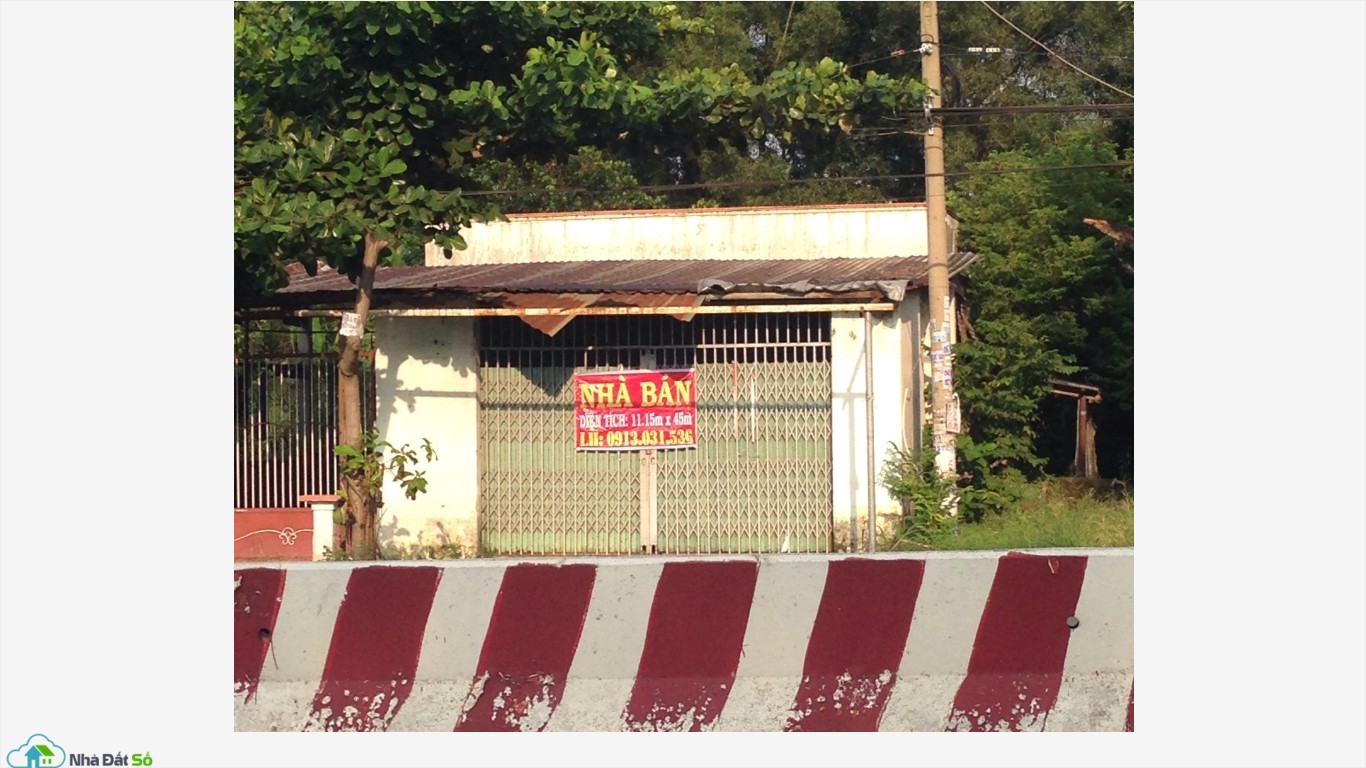 NHÀ BÁN
DIỆN TÍCH: 11.15m x 45m
LH: 0913.031.536
Nhà Đất Số